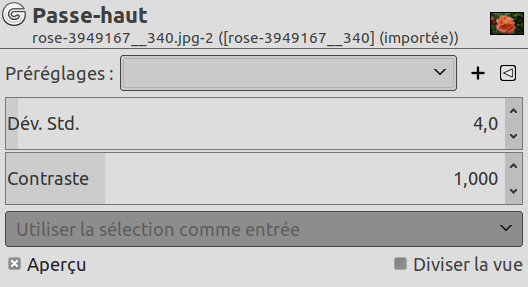 Passe-haut
rose-3949167__340.jpg-2 ([rose-3949167__340] (importée))
Préréglages :
Dév. Std. 4,0
Contraste 1,000
Utiliser la sélection comme entrée
Aperçu Diviser la vue